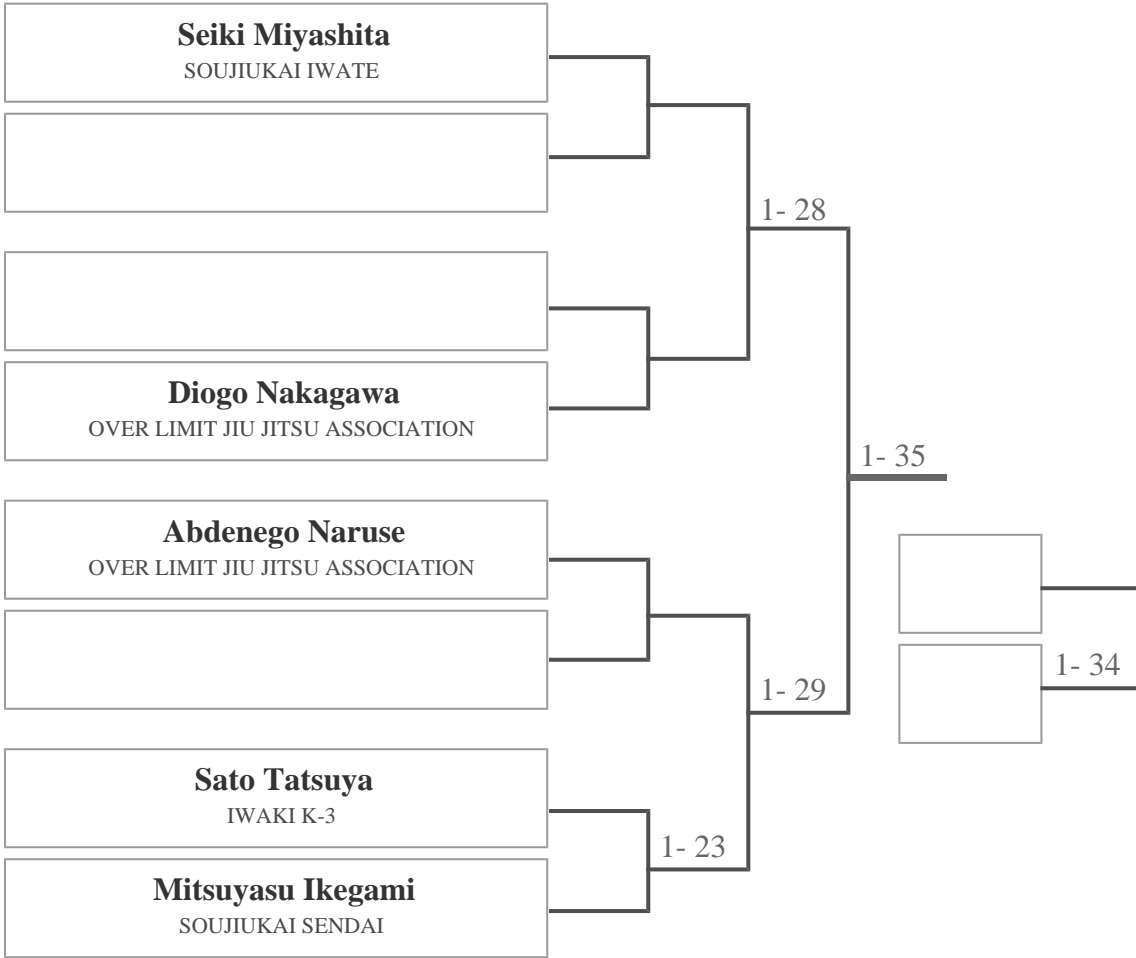 Seiki Miyashita
SOUJIUKAI IWATE
1- 28
Diogo Nakagawa
OVER LIMIT JIU JITSU ASSOCIATION
1- 35
Abdenego Naruse
OVER LIMIT JIU JITSU ASSOCIATION
1- 34
1- 29
Sato Tatsuya
IWAKI K-3
1- 23
Mitsuyasu Ikegami
SOUJIUKAI SENDAI